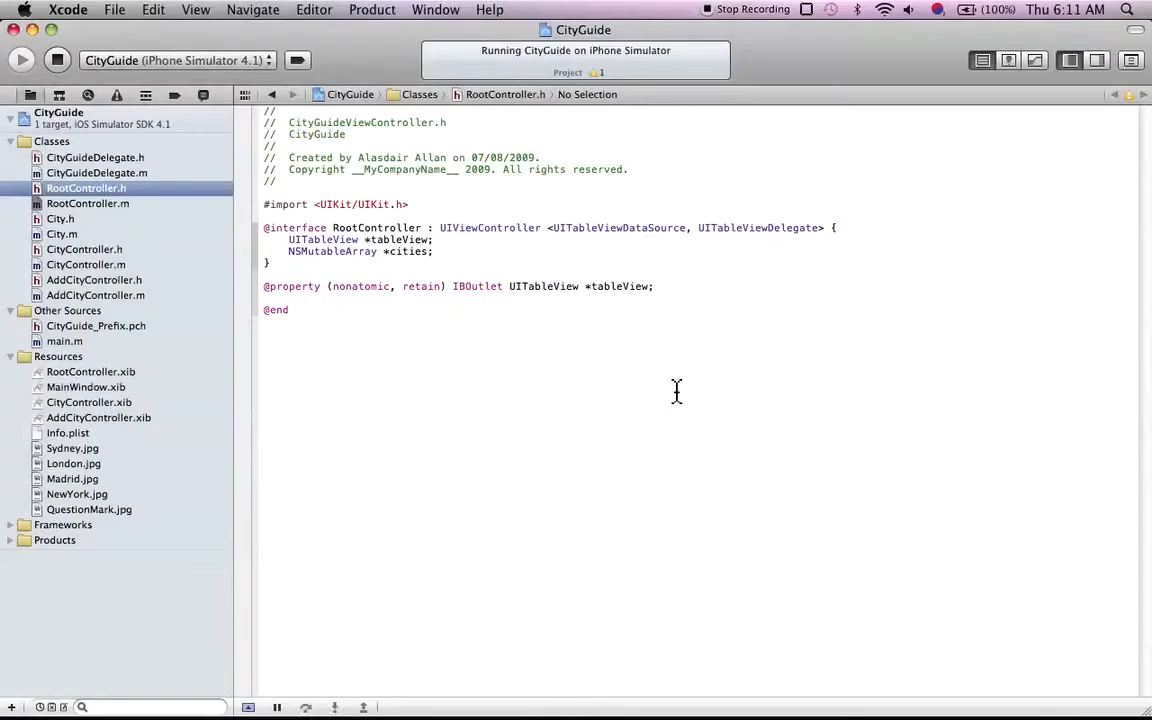 Xcode File Edit View Navigate Editor Product Window Help Stop Recording (100%) Thu 6:11 AM
CityGuide
CityGuide (iPhone Simulator 4.1)
Running CityGuide on iPhone Simulator
Project 1
CityGuide Classes RootController.h No Selection
CityGuide
1 target, iOS Simulator SDK 4.1
Classes
CityGuideDelegate.h
CityGuideDelegate.m
RootController.h
RootController.m
City.h
City.m
CityController.h
CityController.m
AddCityController.h
AddCityController.m
Other Sources
CityGuide_Prefix.pch
main.m
Resources
RootController.xib
MainWindow.xib
CityController.xib
AddCityController.xib
Info.plist
Sydney.jpg
London.jpg
Madrid.jpg
NewYork.jpg
QuestionMark.jpg
Frameworks
Products
//
// CityGuideViewController.h
// CityGuide
//
// Created by Alasdair Allan on 07/08/2009.
// Copyright __MyCompanyName__ 2009. All rights reserved.
//
#import <UIKit/UIKit.h>
@interface RootController : UIViewController <UITableViewDataSource, UITableViewDelegate> {
UITableView *tableView;
NSMutableArray *cities;
}
@property (nonatomic, retain) IBOutlet UITableView *tableView;
@end